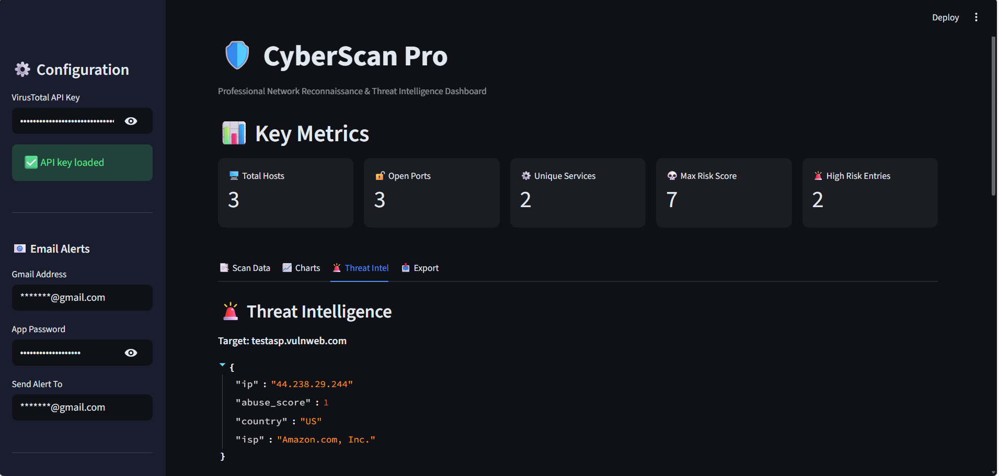 Deploy
Configuration
VirusTotal API Key
••••••••••••••••••••••••••••••
API key loaded
Email Alerts
Gmail Address
*******@gmail.com
App Password
•••••••••••••••••••
Send Alert To
*******@gmail.com
CyberScan Pro
Professional Network Reconnaissance & Threat Intelligence Dashboard
Key Metrics
Total Hosts
3
Open Ports
3
Unique Services
2
Max Risk Score
7
High Risk Entries
2
Scan Data Charts Threat Intel Export
Threat Intelligence
Target: testasp.vulnweb.com
{
"ip" : "44.238.29.244"
"abuse_score" : 1
"country" : "US"
"isp" : "Amazon.com, Inc."
}